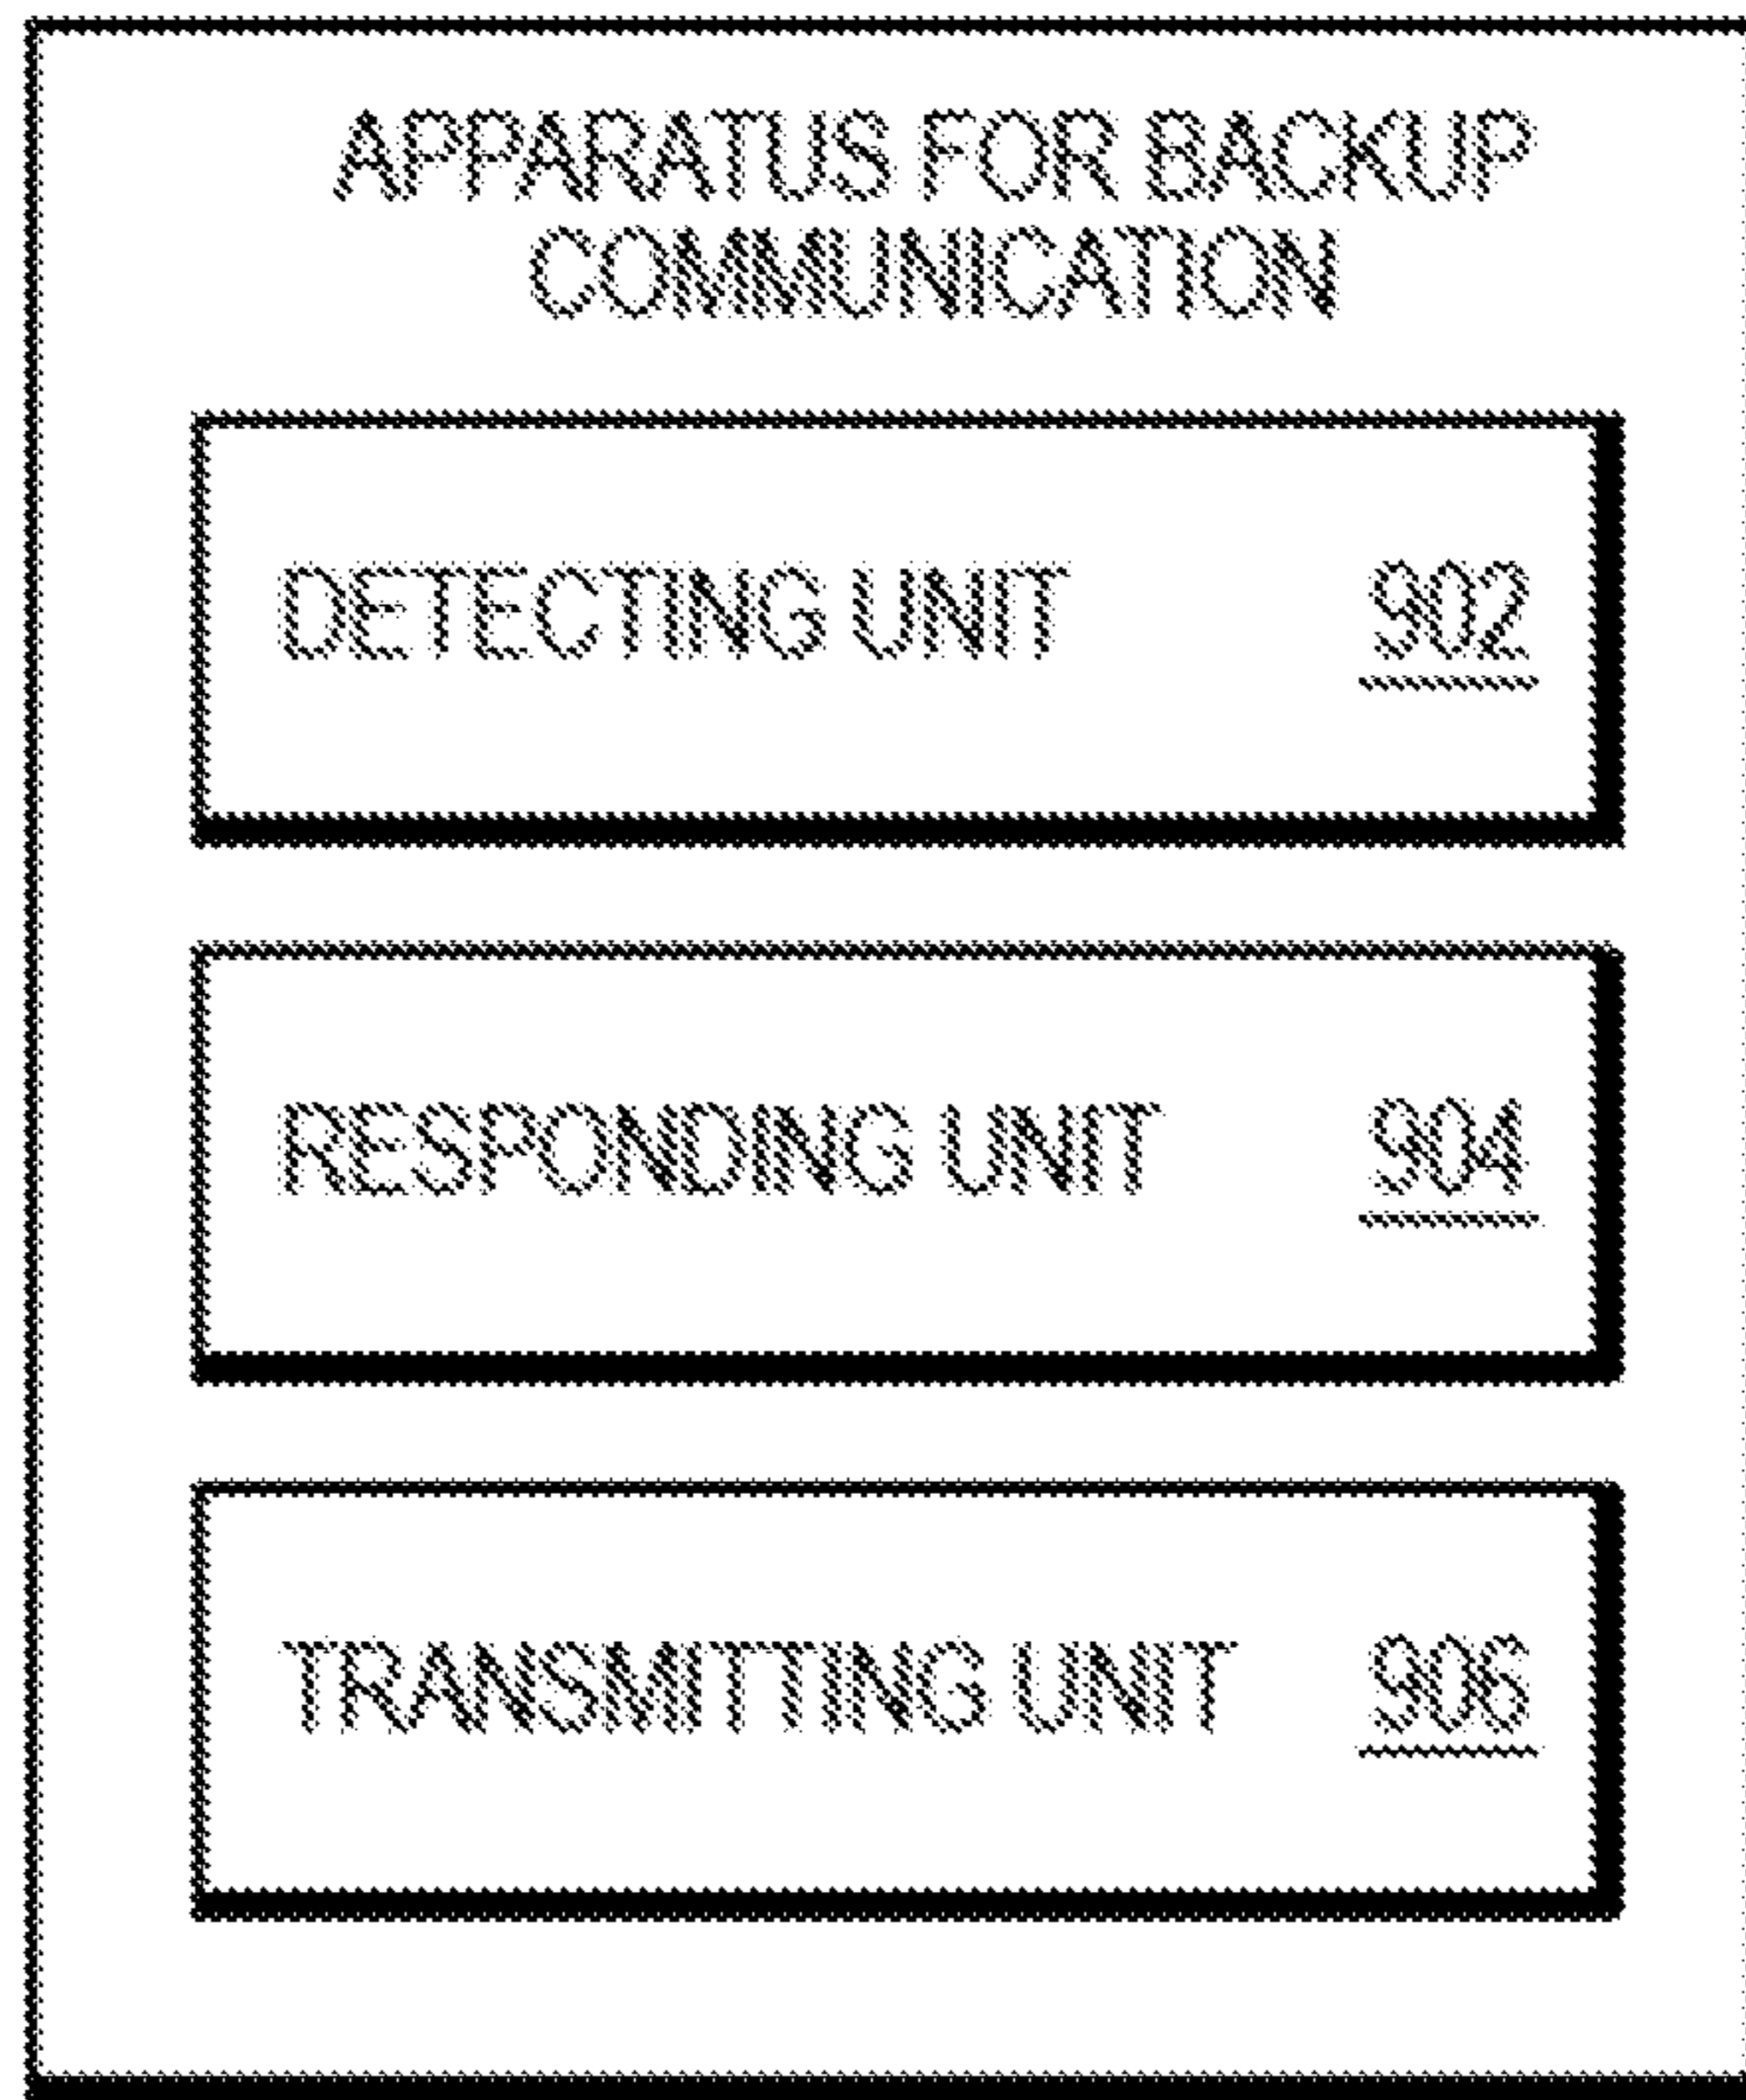 APPARATUS FOR BACKUP
COMMUNICATION
DETECTING UNIT 902
RESPONDING UNIT 904
TRANSMITTING UNIT 906